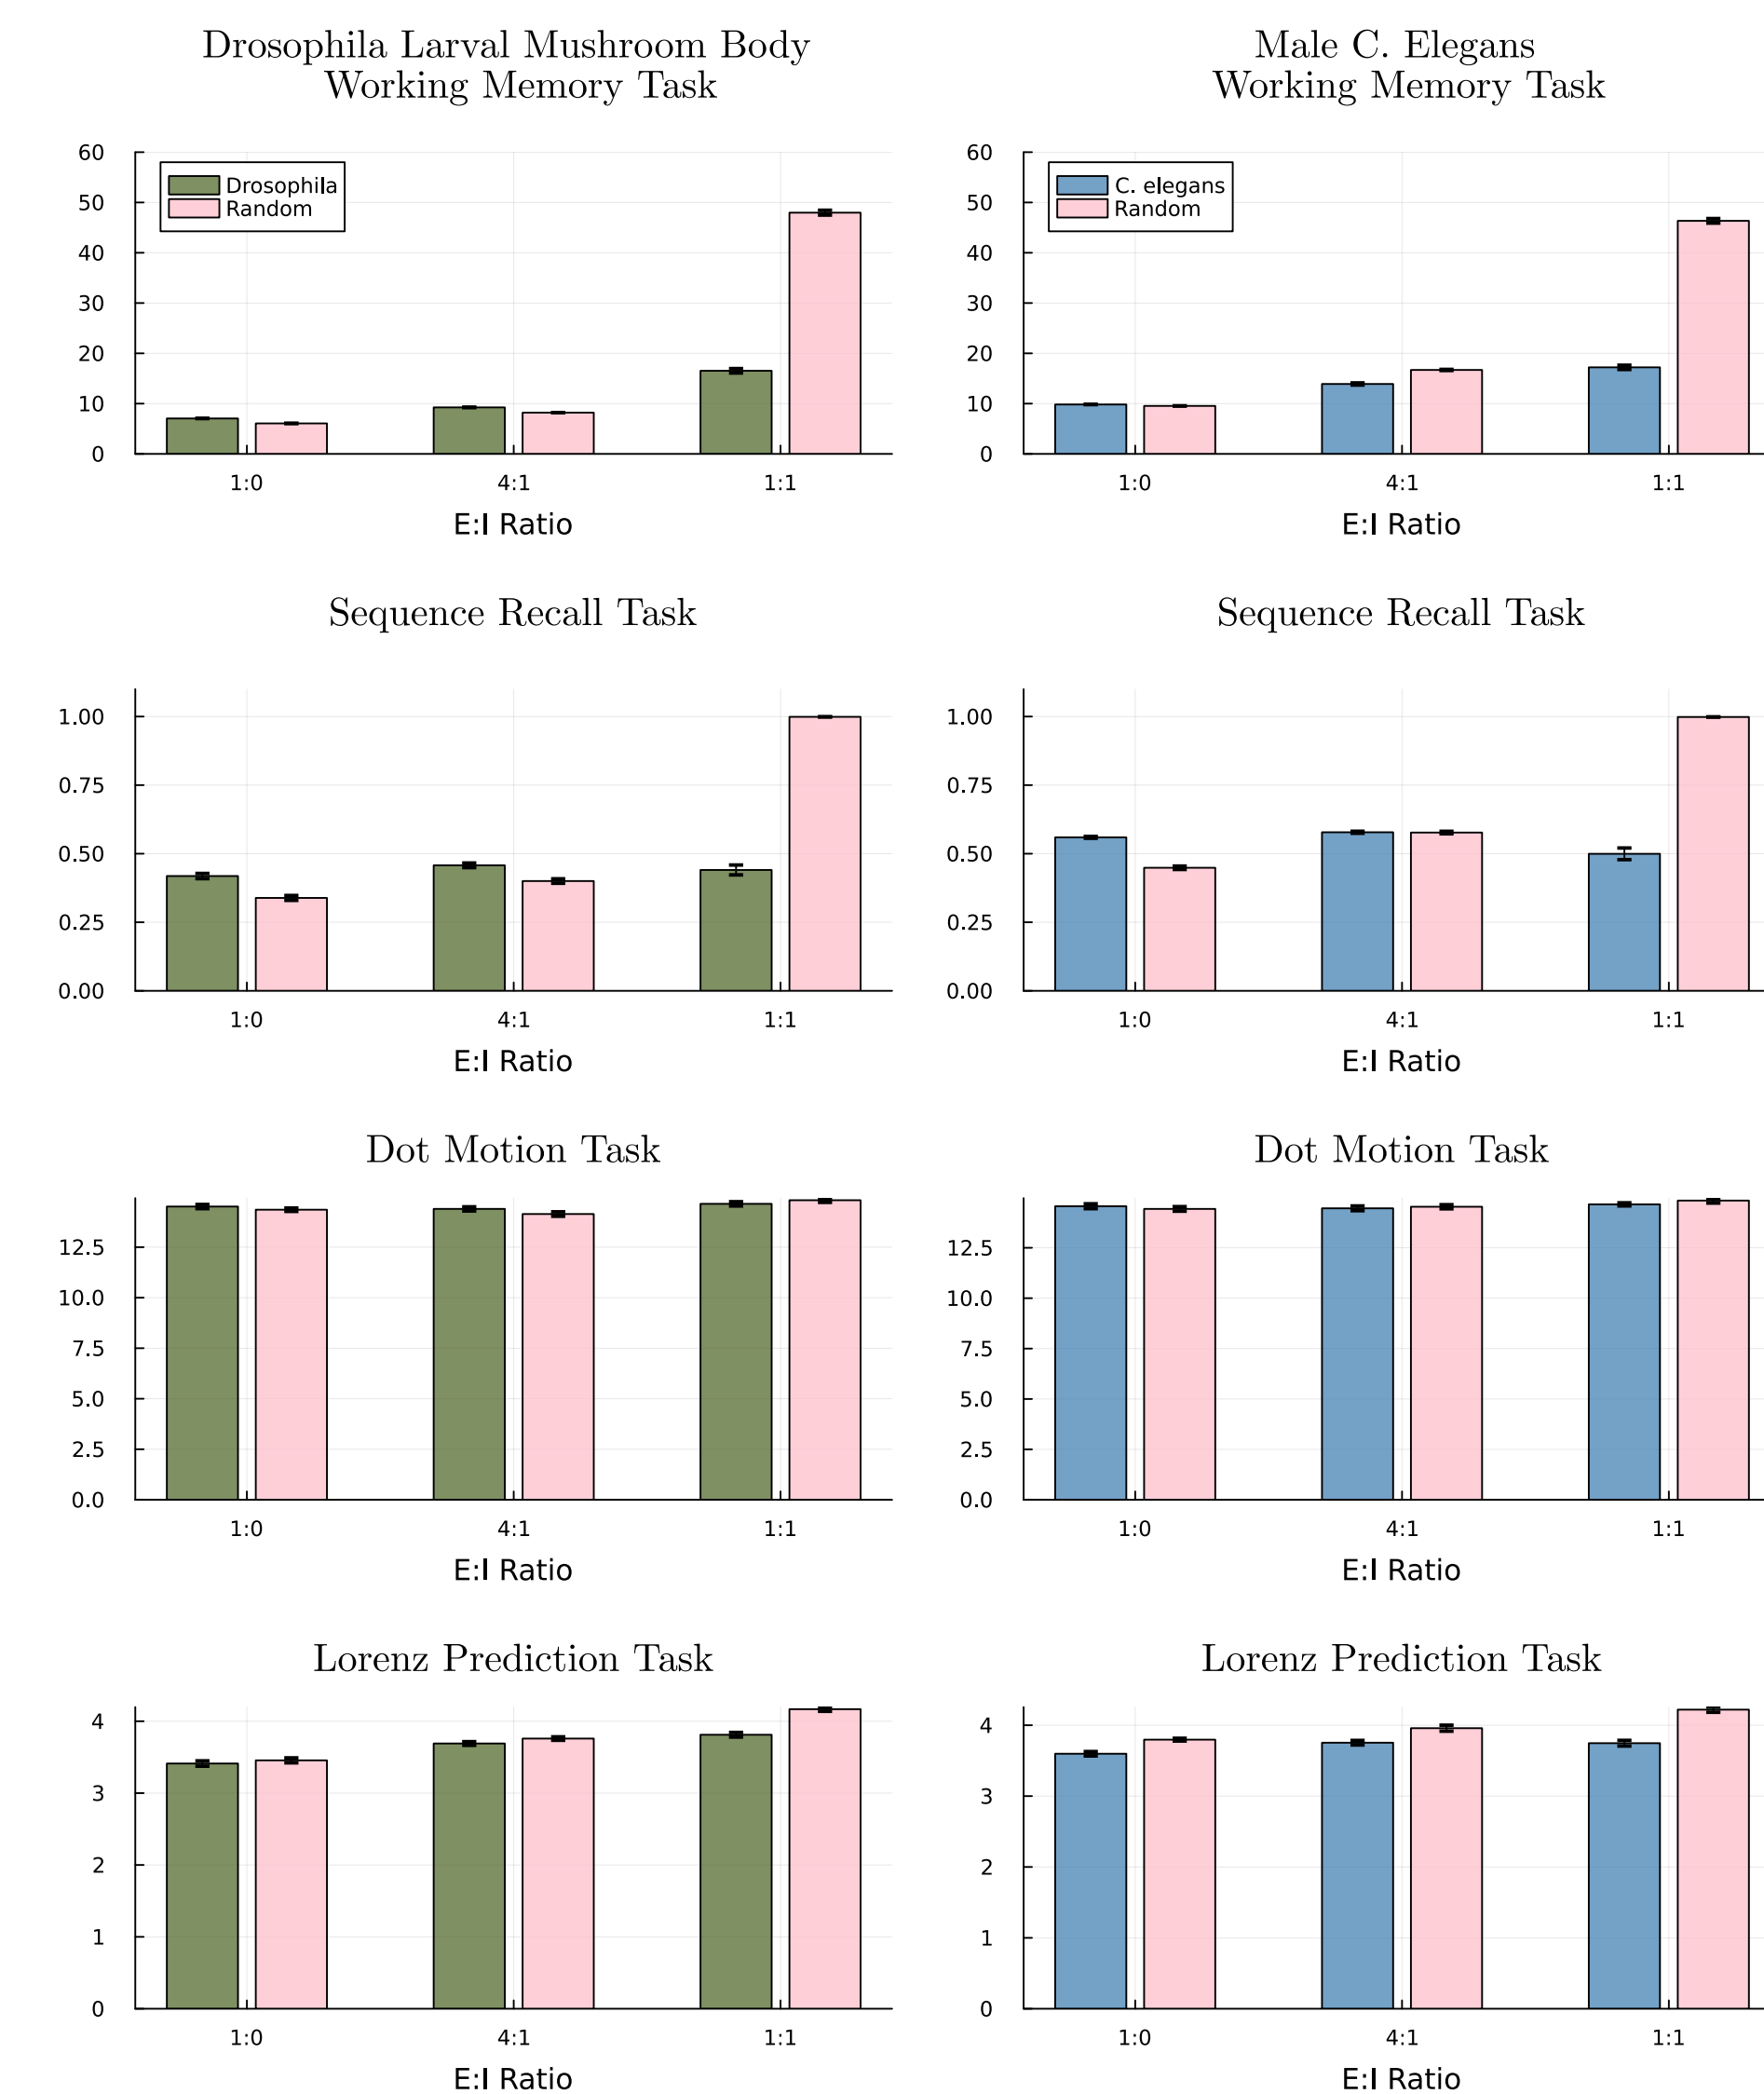 Drosophila Larval Mushroom Body
Working Memory Task
60
50
40
30
20
10
0
Drosophila
Random
1:0 4:1 1:1
E:I Ratio
Male C. Elegans
Working Memory Task
60
50
40
30
20
10
0
C. elegans
Random
1:0 4:1 1:1
E:I Ratio
Sequence Recall Task
1.00
0.75
0.50
0.25
0.00
1:0 4:1 1:1
E:I Ratio
Sequence Recall Task
1.00
0.75
0.50
0.25
0.00
1:0 4:1 1:1
E:I Ratio
Dot Motion Task
12.5
10.0
7.5
5.0
2.5
0.0
1:0 4:1 1:1
E:I Ratio
Dot Motion Task
12.5
10.0
7.5
5.0
2.5
0.0
1:0 4:1 1:1
E:I Ratio
Lorenz Prediction Task
4
3
2
1
0
1:0 4:1 1:1
E:I Ratio
Lorenz Prediction Task
4
3
2
1
0
1:0 4:1 1:1
E:I Ratio